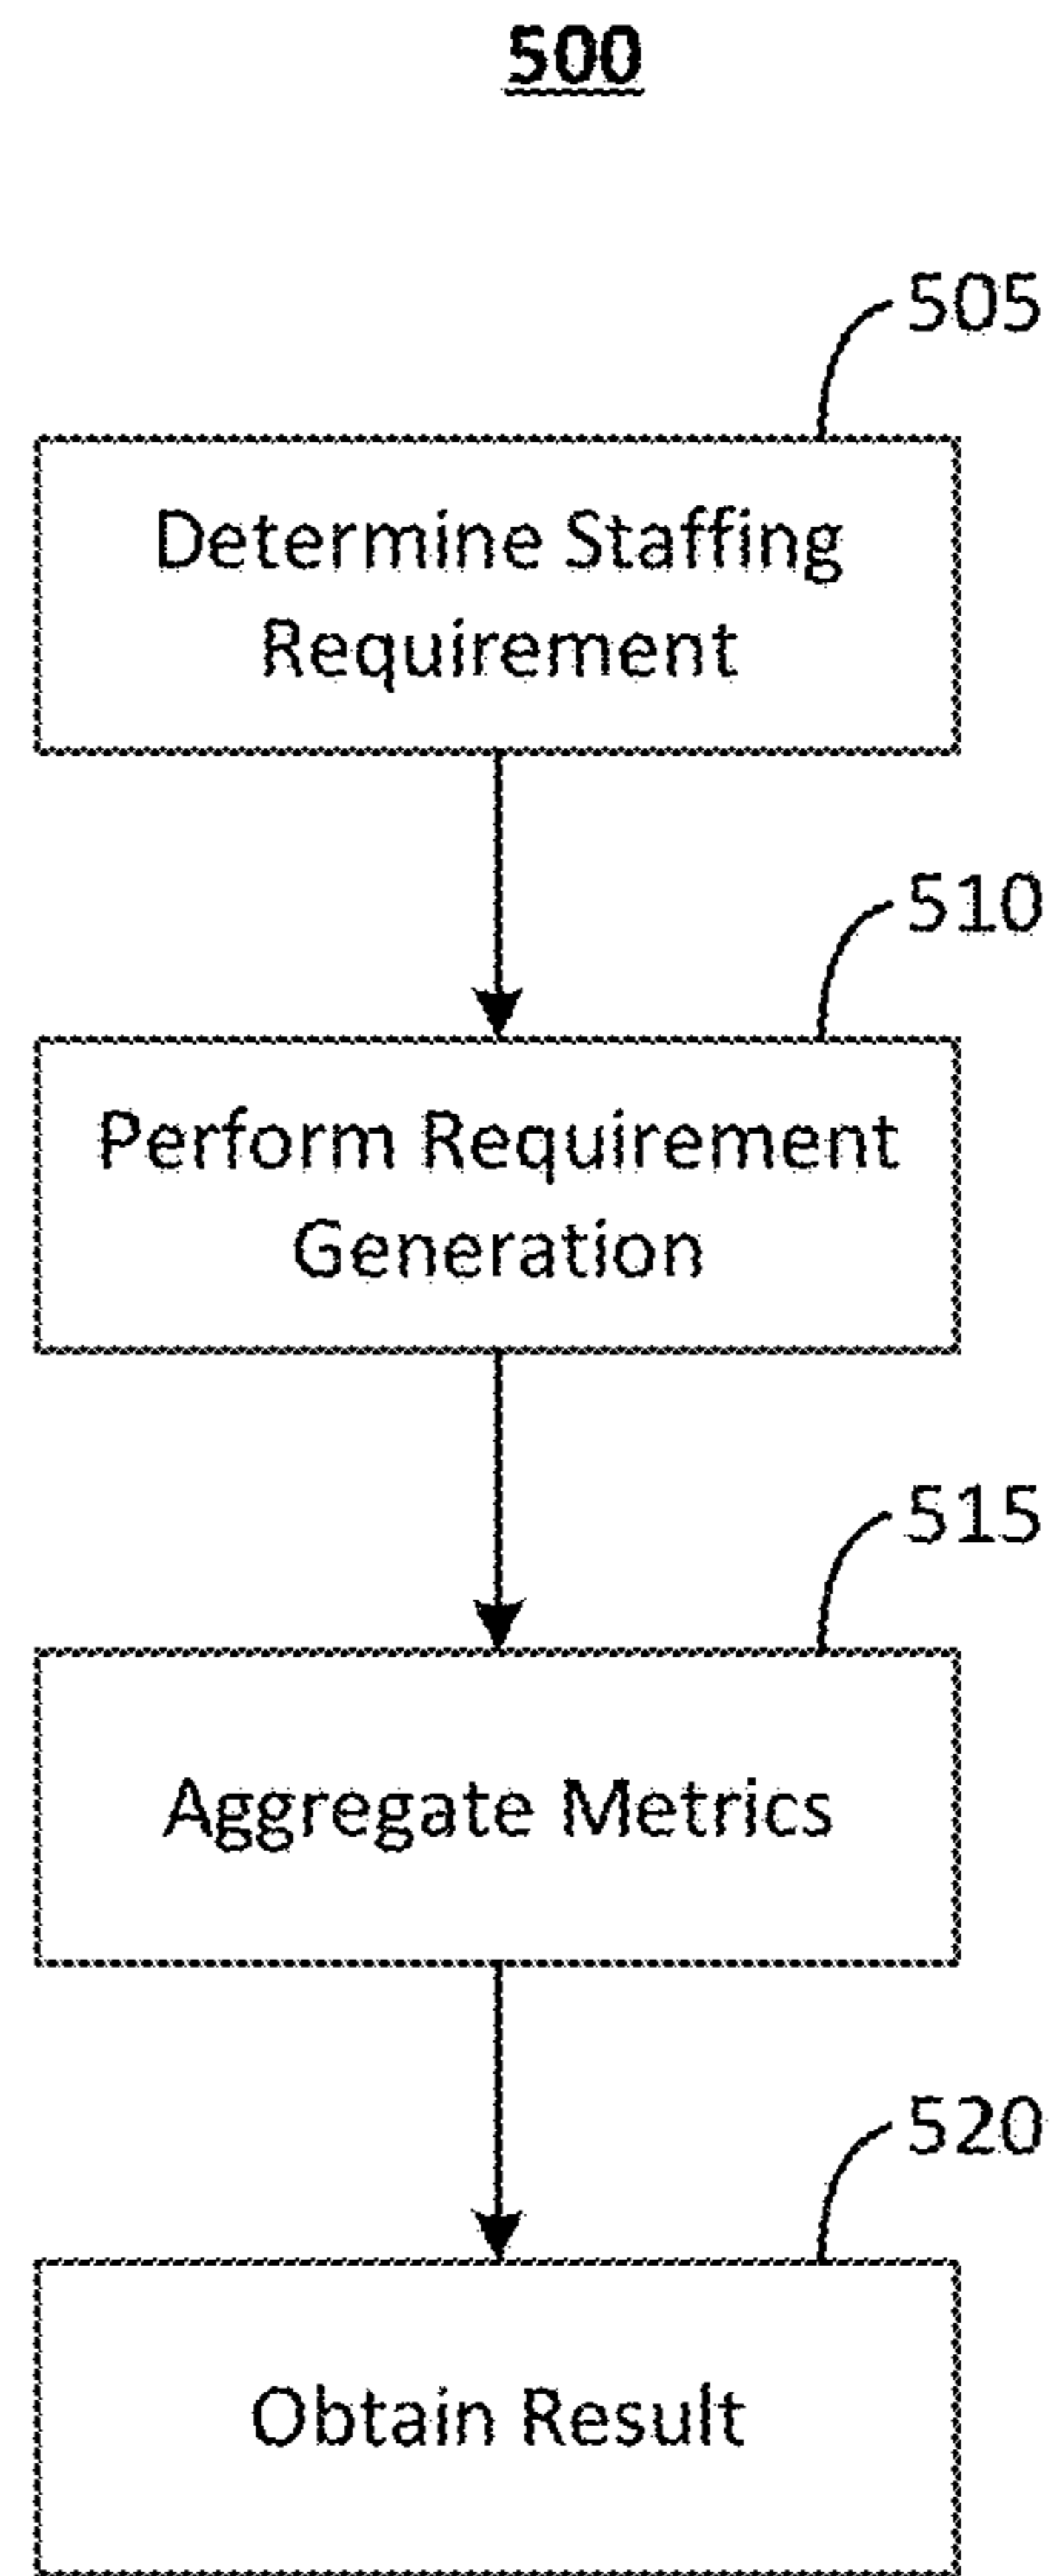 500
505
Determine Staffing
Requirement
510
Perform Requirement
Generation
515
Aggregate Metrics
520
Obtain Result